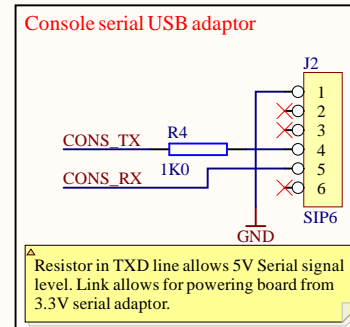 Console serial USB adaptor
J2
1
2
3
CONS_TX
R4
4
1K0
5
CONS_RX
6
SIP6
GND
Resistor in TXD line allows 5V Serial signal
level. Link allows for powering board from
3.3V serial adaptor.